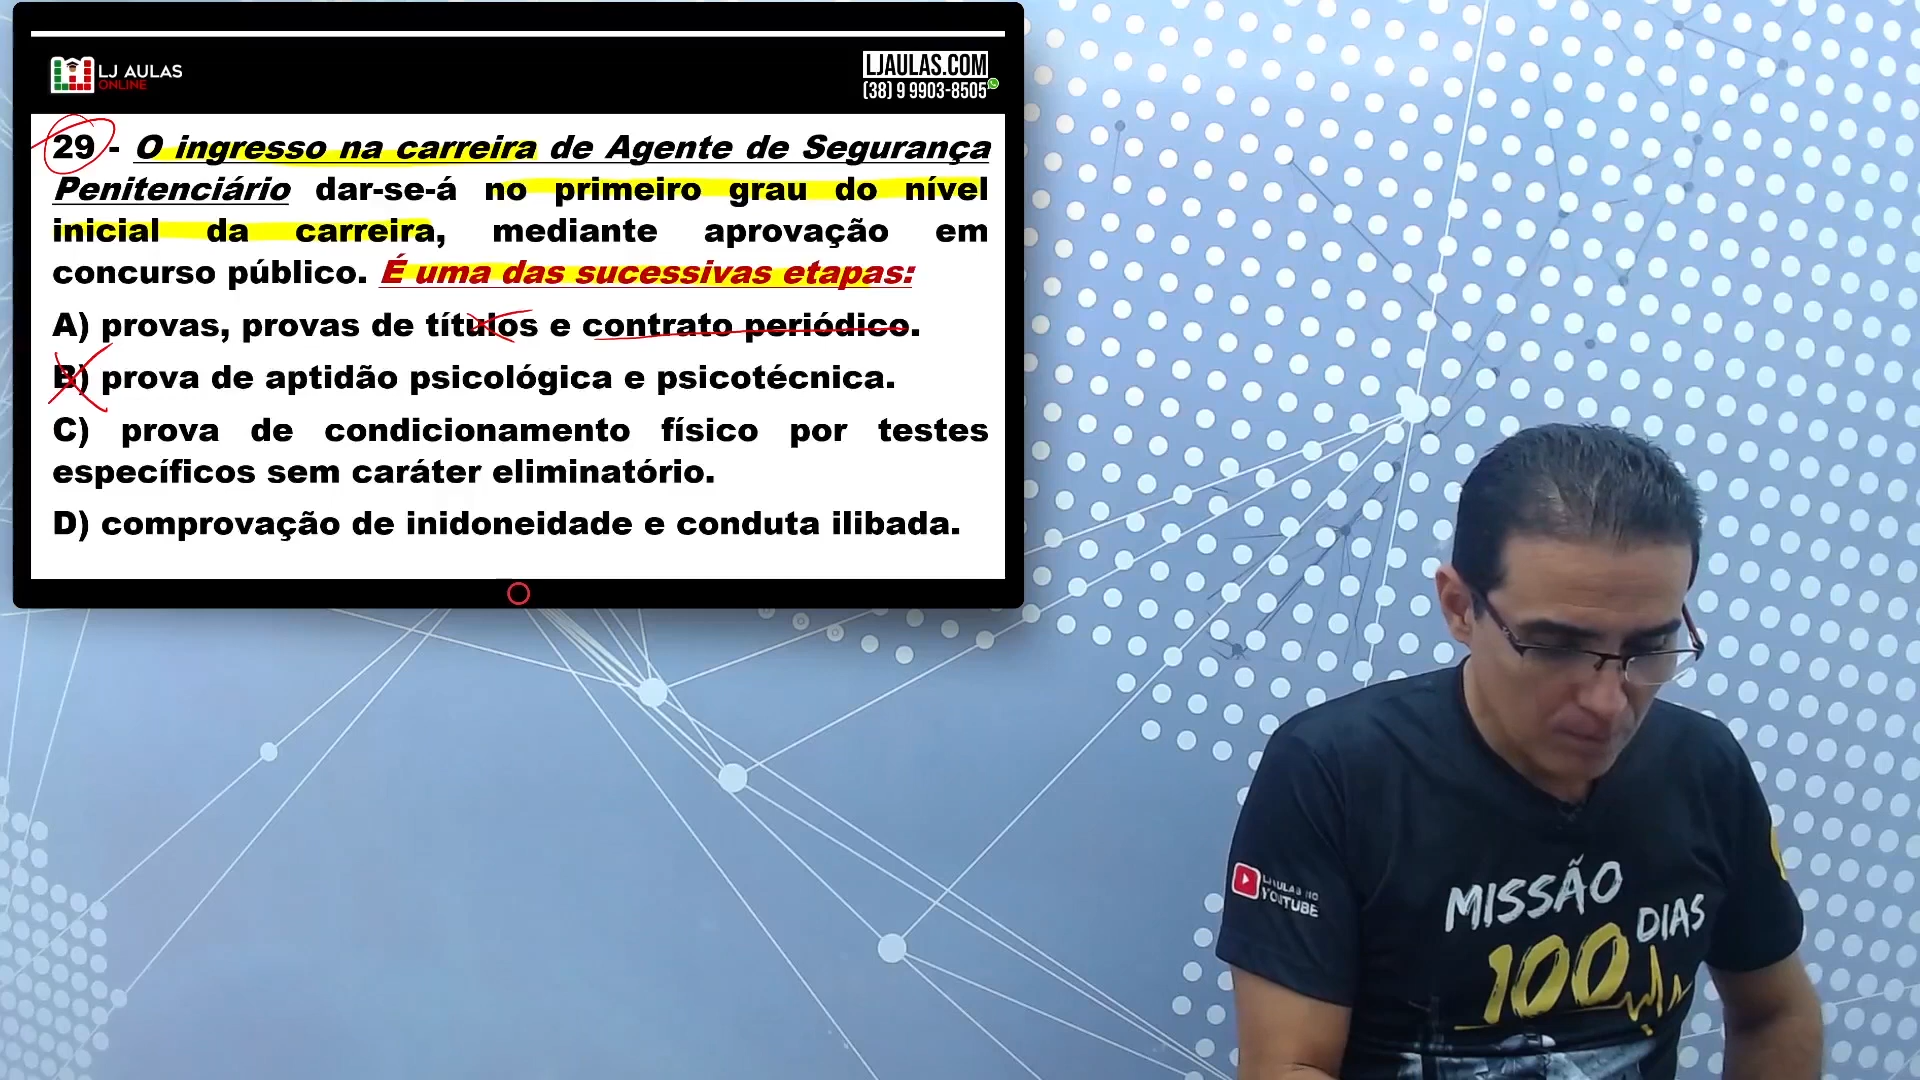 LJ AULAS
ONLINE
LJAULAS.COM
(38) 9 9903-8505
29 - O ingresso na carreira de Agente de Segurança
Penitenciário dar-se-á no primeiro grau do nível
inicial da carreira, mediante aprovação em
concurso público. É uma das sucessivas etapas:
A) provas, provas de títulos e contrato periódico.
B) prova de aptidão psicológica e psicotécnica.
C) prova de condicionamento físico por testes
específicos sem caráter eliminatório.
D) comprovação de inidoneidade e conduta ilibada.
LJAULAS NO
YOUTUBE
MISSÃO
100 DIAS